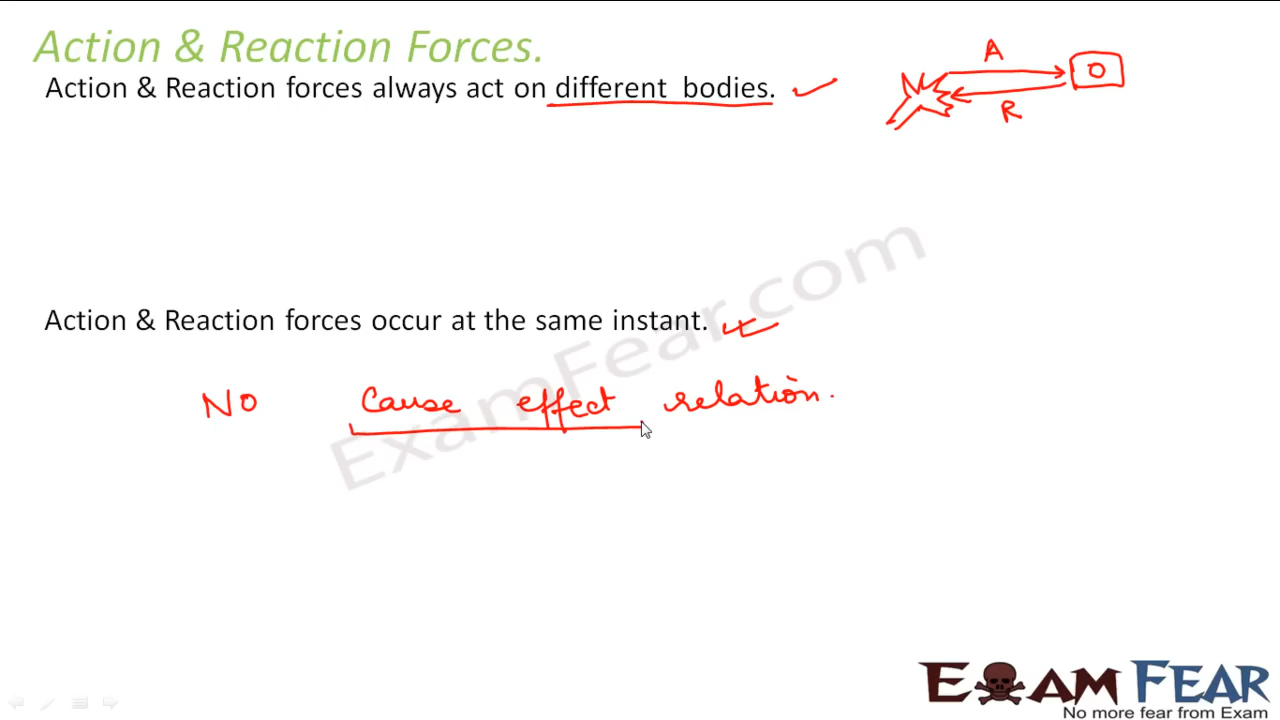 Action & Reaction Forces.
Action & Reaction forces always act on different bodies.
A
O
R
Action & Reaction forces occur at the same instant.
NO Cause effect relation.
ExamFear.com
EXAM FEAR
No more fear from Exam